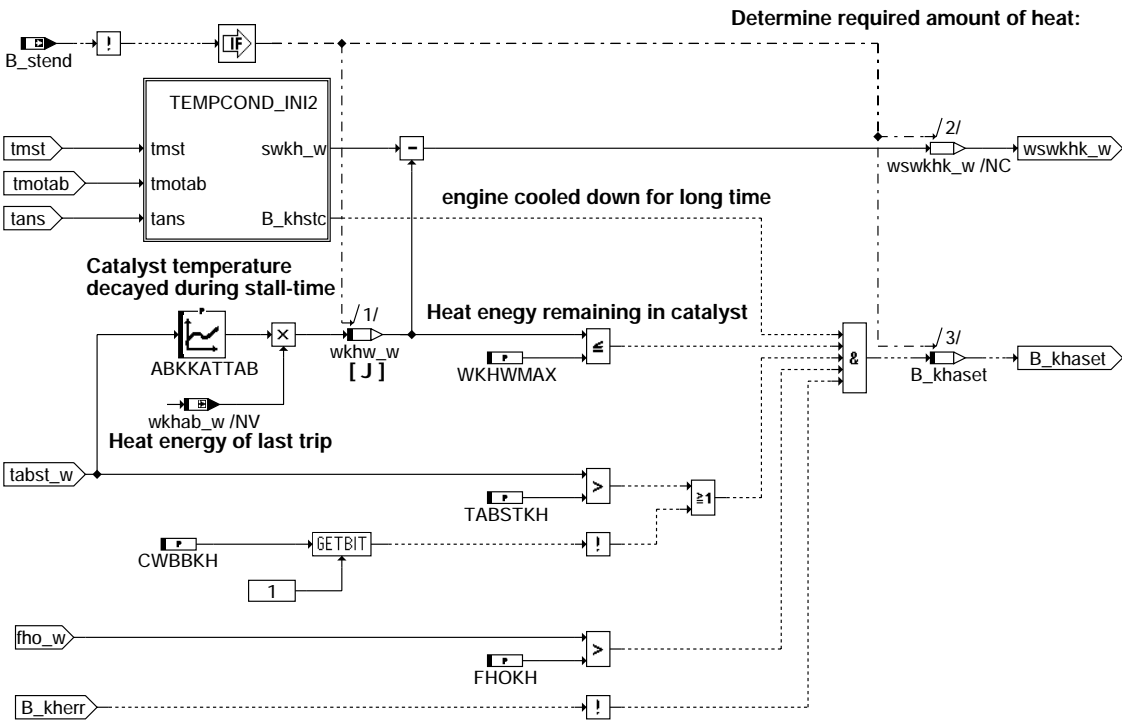 Determine required amount of heat:
!
IF
B_stend
TEMPCOND_INI2
/2/
tmst
tmst
swkh_w
-
wswkhk_w
wswkhk_w /NC
tmotab
tmotab
engine cooled down for long time
tans
tans
B_khstc
Catalyst temperature
decayed during stall-time
P
/1/
Heat enegy remaining in catalyst
/3/
×
≤
wkhw_w
P
&
B_khaset
ABKKATTAB
[ J ]
WKHWMAX
B_khaset
wkhab_w /NV
Heat energy of last trip
tabst_w
>
P
≥1
TABSTKH
P
GETBIT
!
CWBBKH
1
fho_w
>
P
FHOKH
B_kherr
!